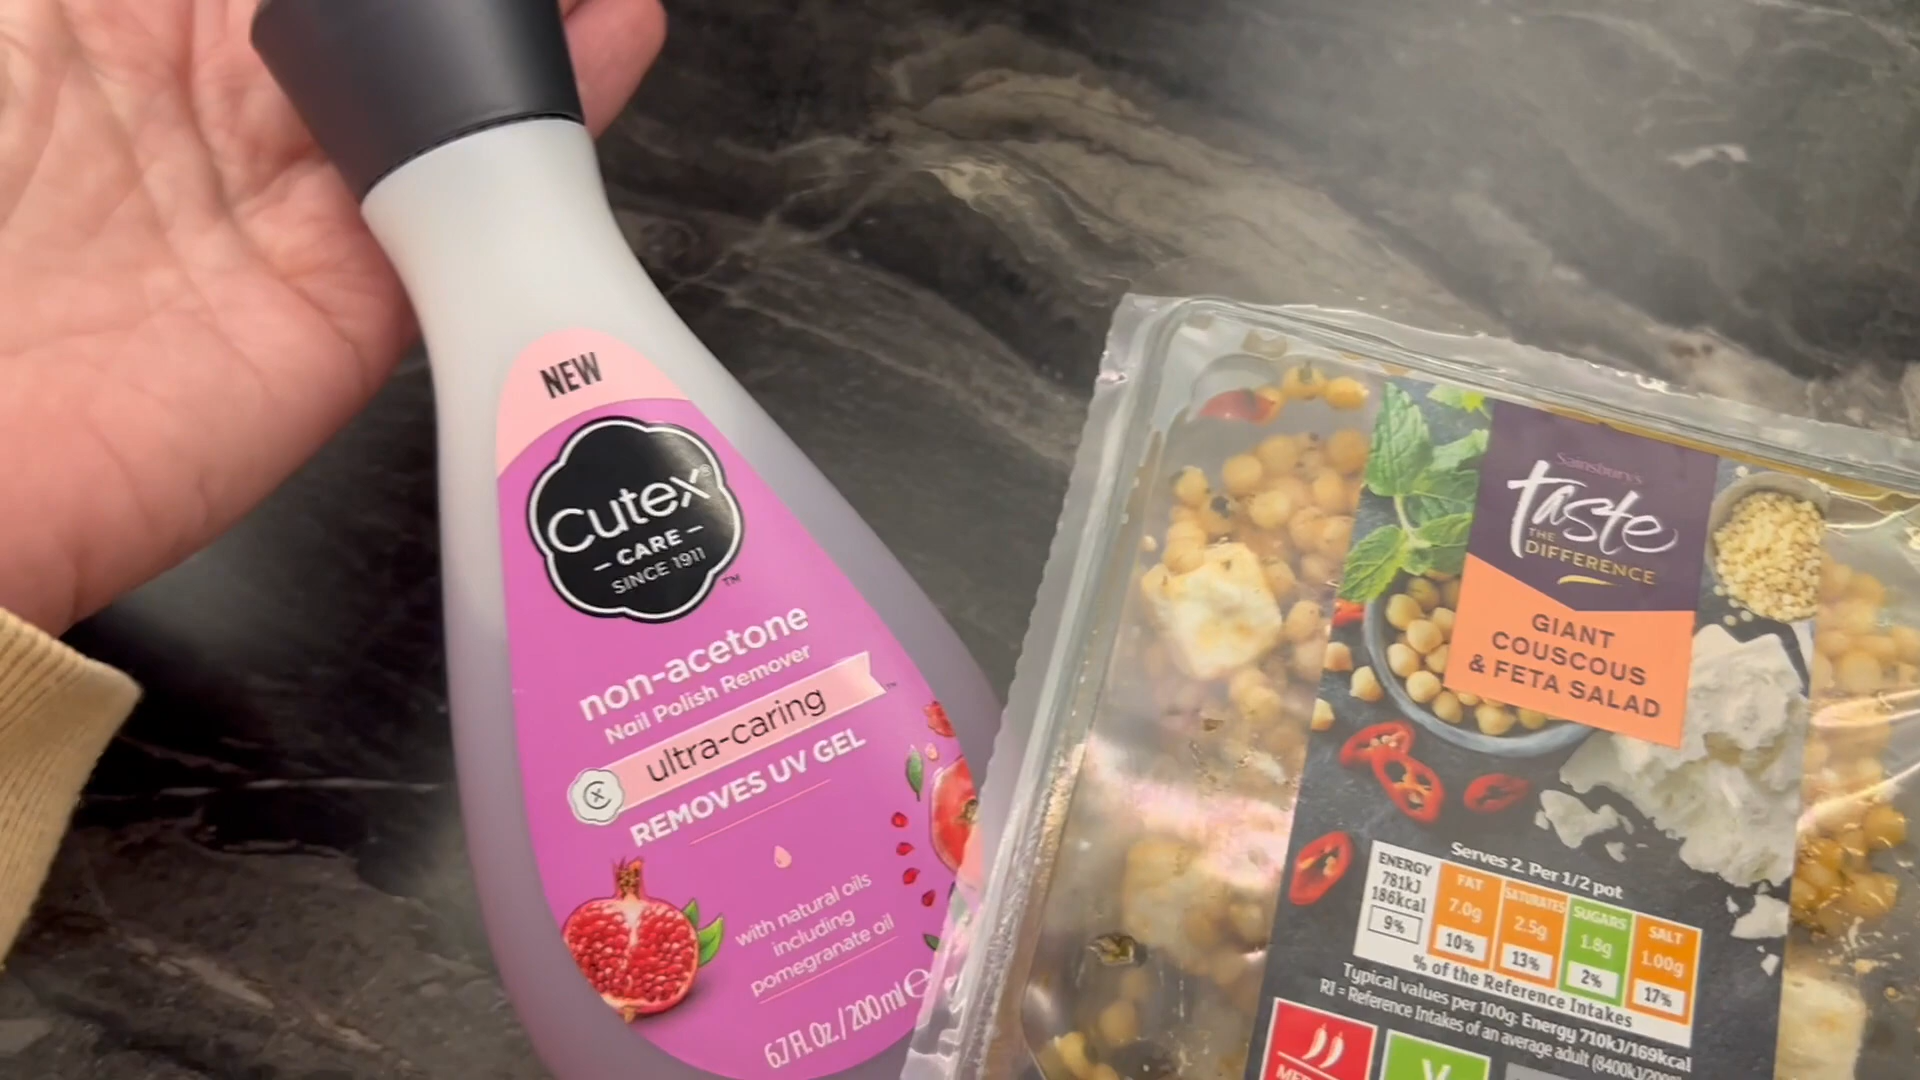 NEW
Cutex®
- CARE -
SINCE 1911
™
non-acetone
Nail Polish Remover
ultra-caring
REMOVES UV GEL
with natural oils
including
pomegranate oil
6.7 Fl. Oz. / 200 ml ℮
Sainsbury's
taste
THE
DIFFERENCE
GIANT
COUSCOUS
& FETA SALAD
Serves 2. Per 1/2 pot
ENERGY
781kJ
186kcal
9%
FAT
7.0g
10%
SATURATES
2.5g
13%
SUGARS
1.8g
2%
SALT
1.00g
17%
% of the Reference Intakes
Typical values per 100g: Energy 710kJ/169kcal
RI = Reference Intakes of an average adult (8400kJ/
V